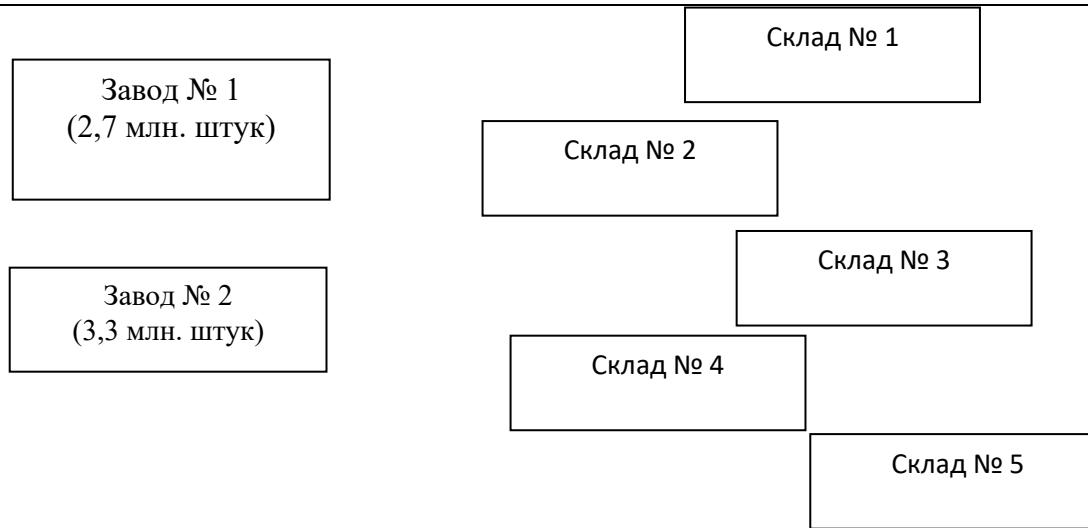 Склад № 1
Завод № 1
(2,7 млн. штук)
Склад № 2
Склад № 3
Завод № 2
(3,3 млн. штук)
Склад № 4
Склад № 5